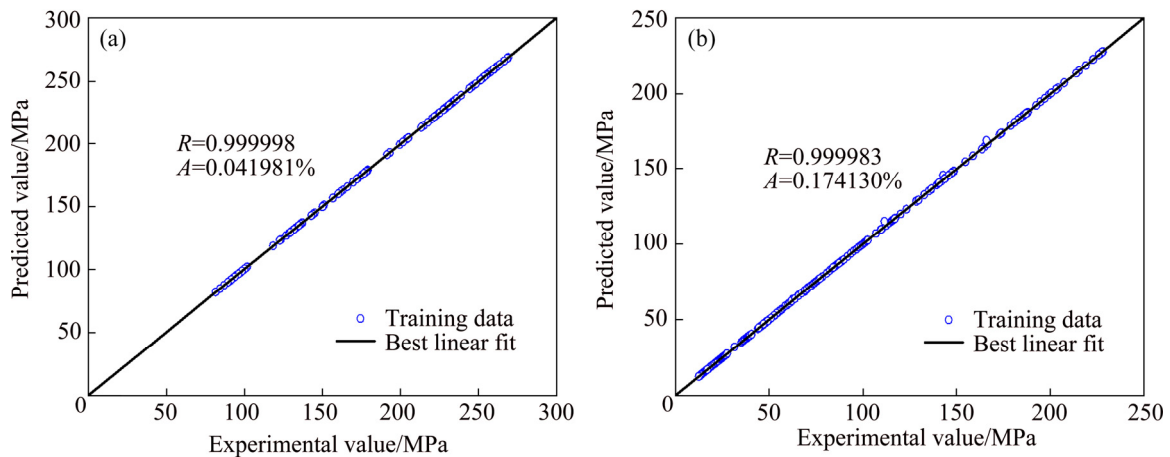 300
250
200
150
100
50
0
(a)
R=0.999998
A=0.041981%
Training data
Best linear fit
100
150
200
250
300
Predicted value/MPa
Experimental value/MPa
250
200
150
100
50
0
(b)
R=0.999983
A=0.174130%
Training data
Best linear fit
50
100
150
200
250
Predicted value/MPa
Experimental value/MPa